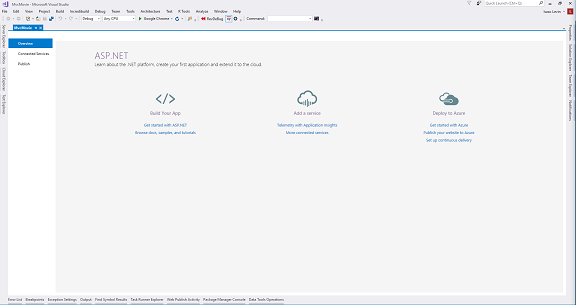 MvcMovie - Microsoft Visual Studio
Quick Launch (Ctrl+Q)
File Edit View Project Build Incredibuild Debug Team Tools Architecture Test R Tools Analyze Window Help
Isaac Levin
Debug Any CPU Google Chrome Command:
MvcMovie
Server Explorer
Toolbox
Cloud Explorer
Test Explorer
Overview
Connected Services
Publish
ASP.NET
Learn about the .NET platform, create your first application and extend it to the cloud.
Build Your App
Get started with ASP.NET
Browse docs, samples, and tutorials
Add a service
Telemetry with Application Insights
More connected services
Deploy to Azure
Get started with Azure
Publish your website to Azure
Set up continuous delivery
Properties
Solution Explorer
Team Explorer
Notifications
Error List Breakpoints Exception Settings Output Find Symbol Results Task Runner Explorer Web Publish Activity Package Manager Console Data Tools Operations